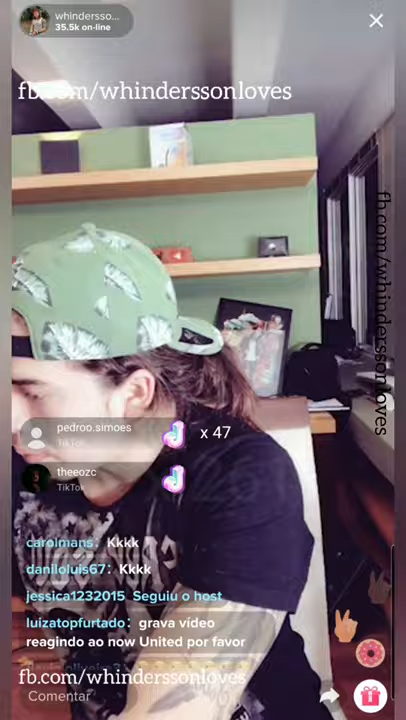 whindersso...
35.5k on-line
fb.com/whinderssonloves
fb.com/whinderssonloves
pedroo.simoes
TikTok
x 47
theeozc
TikTok
carolmans: Kkkk
daniloluis67: Kkkk
jessica1232015 Seguiu o host
luizatopfurtado: grava vídeo
reagindo ao now United por favor
fb.com/whinderssonloves
Comentar